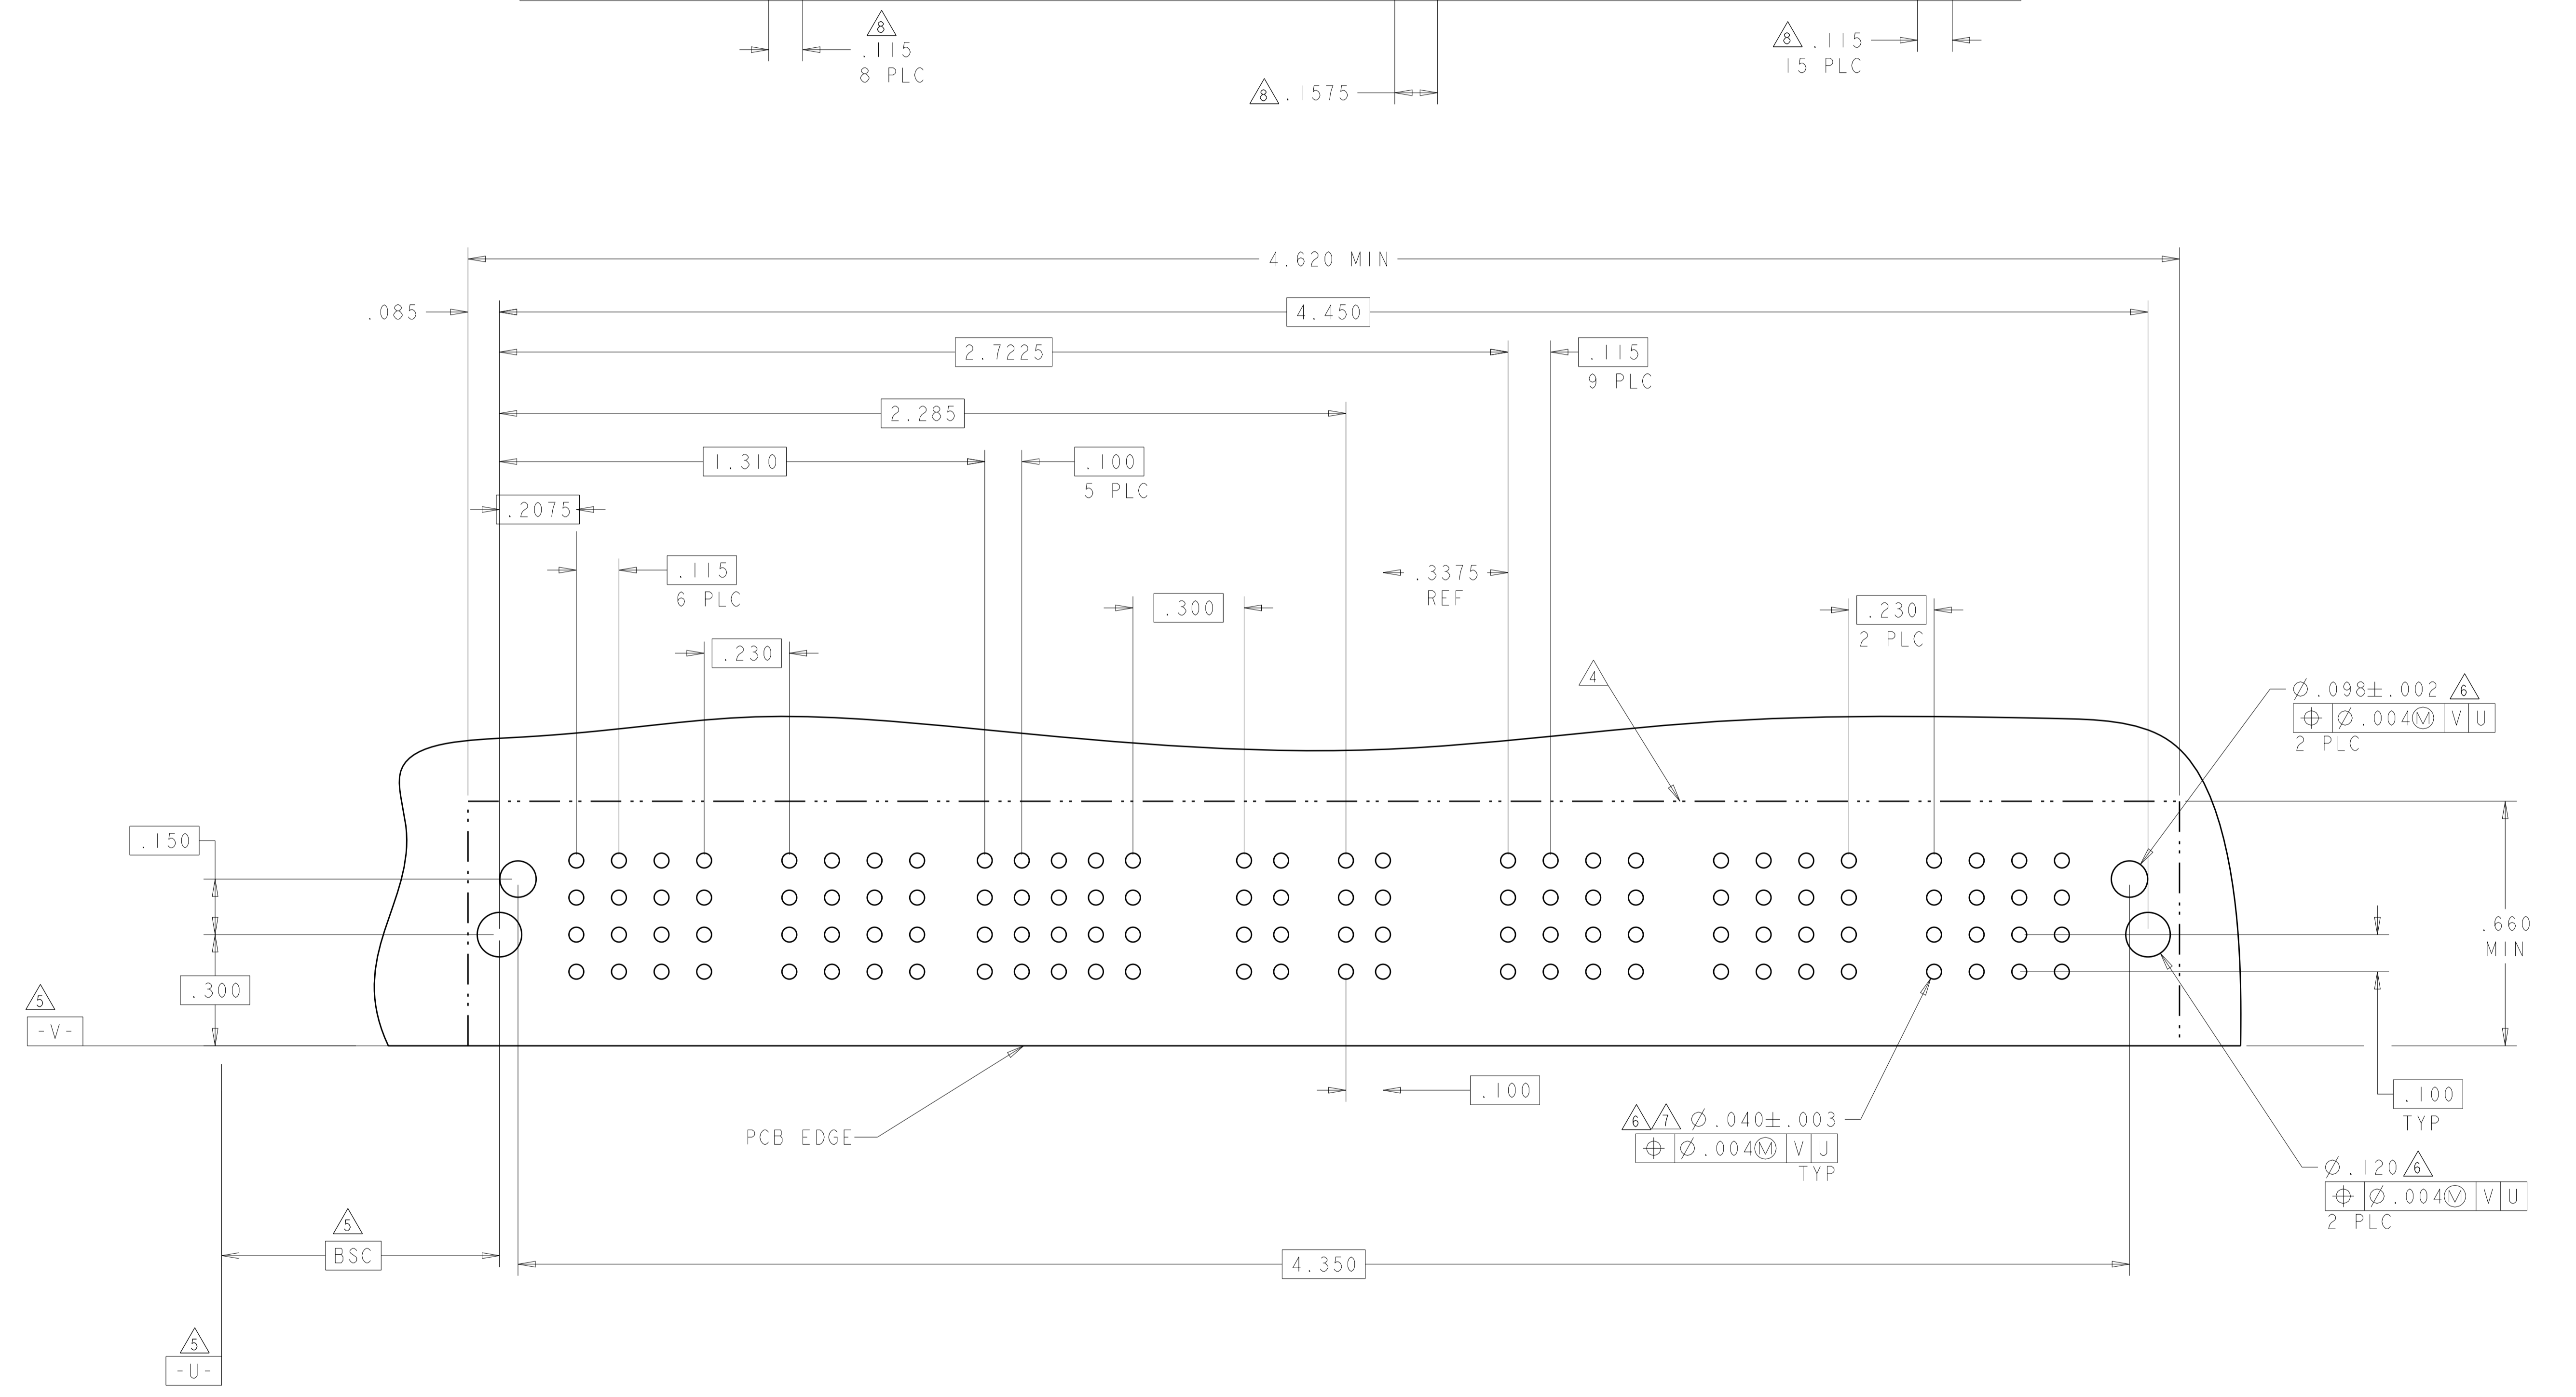 8
.115
8 PLC
8 .115
15 PLC
8 .1575
4.620 MIN
.085
4.450
2.7225
.115
9 PLC
2.285
1.310
.100
5 PLC
.2075
.115
6 PLC
.3375
REF
.300
.230
2 PLC
.230
4
Ø.098±.002 6
⌖ Ø.004Ⓜ V U
2 PLC
.150
.660
MIN
.300
5
-V-
.100
.100
TYP
PCB EDGE
6 7 Ø.040±.003
⌖ Ø.004Ⓜ V U
TYP
Ø.120 6
⌖ Ø.004Ⓜ V U
2 PLC
5
BSC
4.350
5
-U-